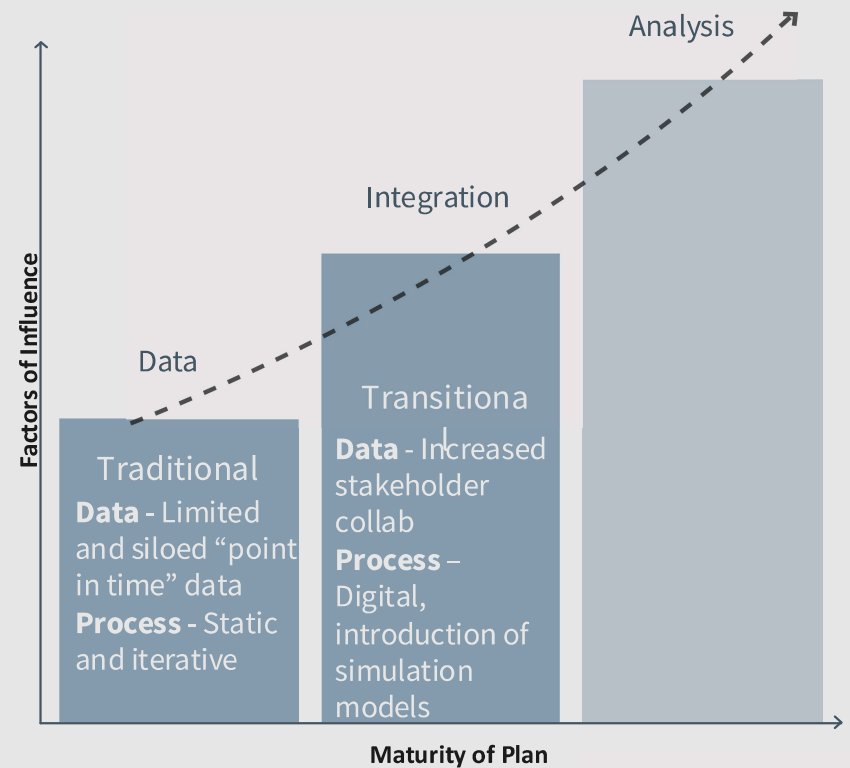 Analysis
Integration
Data
Factors of Influence
Traditional
Data - Limited
and siloed “point
in time” data
Process - Static
and iterative
Transitiona
l
Data - Increased
stakeholder
collab
Process –
Digital,
introduction of
simulation
models
Maturity of Plan